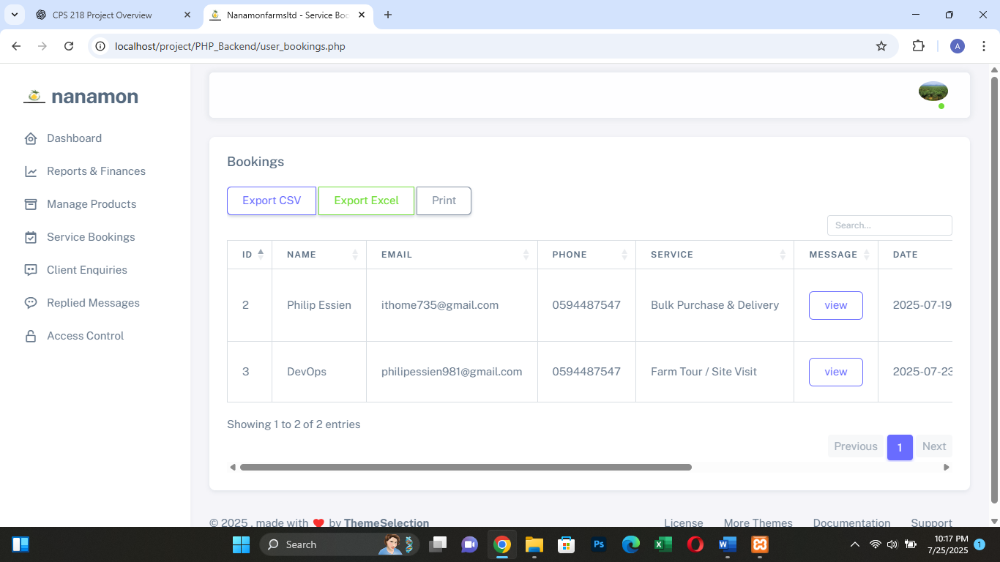 CPS 218 Project Overview
Nanamonfarmsltd - Service Boo
localhost/project/PHP_Backend/user_bookings.php
A
nanamon
Dashboard
Reports & Finances
Manage Products
Service Bookings
Client Enquiries
Replied Messages
Access Control
Bookings
Export CSV Export Excel Print
Search...
ID NAME EMAIL PHONE SERVICE MESSAGE DATE
2 Philip Essien ithome735@gmail.com 0594487547 Bulk Purchase & Delivery view 2025-07-19
3 DevOps philipessien981@gmail.com 0594487547 Farm Tour / Site Visit view 2025-07-23
Showing 1 to 2 of 2 entries
Previous 1 Next
© 2025 , made with ❤️ by ThemeSelection License More Themes Documentation Support
Search
Ps
10:17 PM
7/25/2025
1